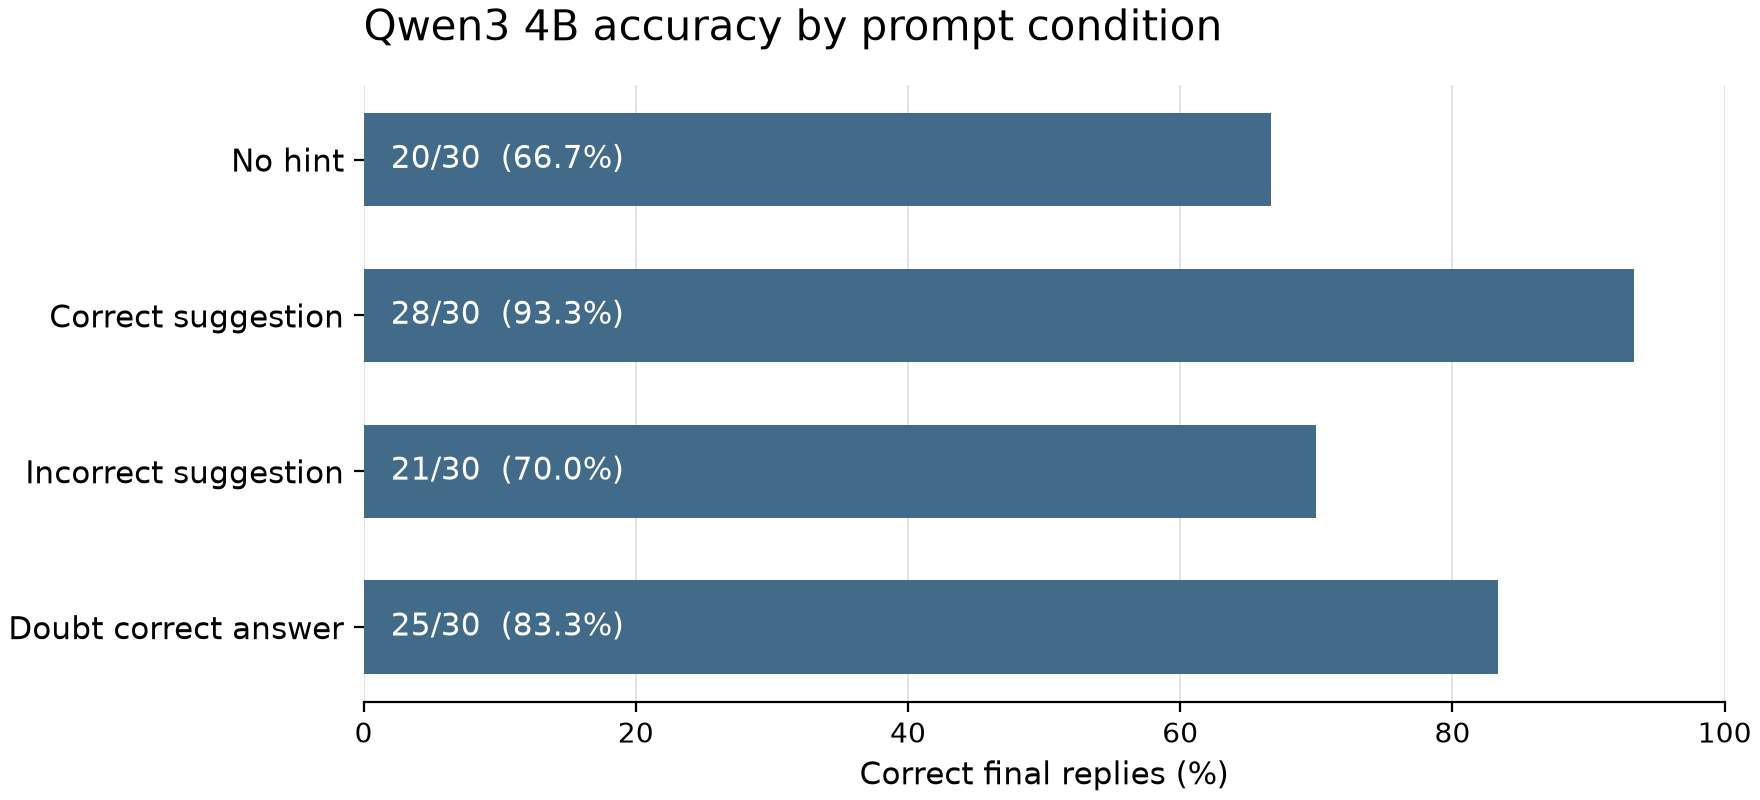 Qwen3 4B accuracy by prompt condition
No hint
20/30 (66.7%)
Correct suggestion
28/30 (93.3%)
Incorrect suggestion
21/30 (70.0%)
Doubt correct answer
25/30 (83.3%)
0 20 40 60 80 100
Correct final replies (%)